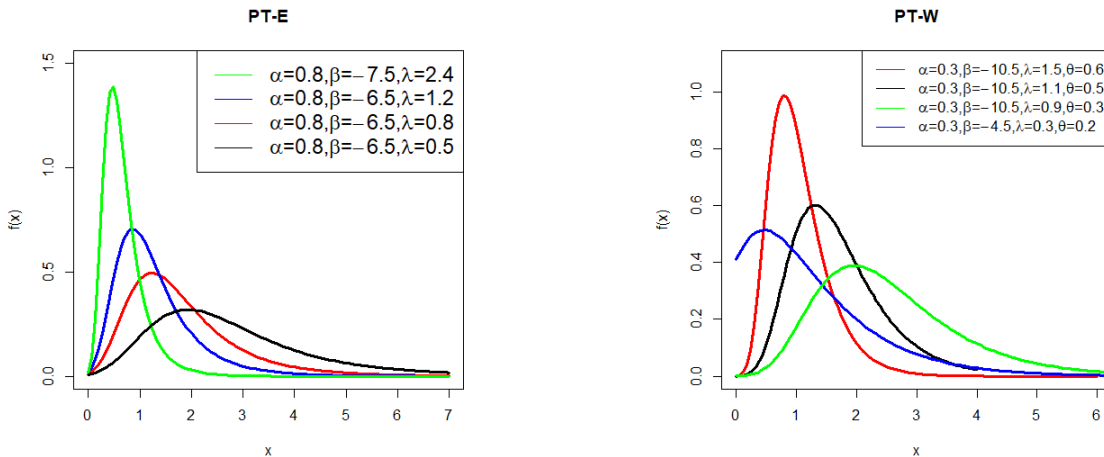 PT-E
α=0.8,β=−7.5,λ=2.4
α=0.8,β=−6.5,λ=1.2
α=0.8,β=−6.5,λ=0.8
α=0.8,β=−6.5,λ=0.5
f(x)
1.5
1.0
0.5
0.0
0 1 2 3 4 5 6 7
x
PT-W
α=0.3,β=−10.5,λ=1.5,θ=0.6
α=0.3,β=−10.5,λ=1.1,θ=0.5
α=0.3,β=−10.5,λ=0.9,θ=0.3
α=0.3,β=−4.5,λ=0.3,θ=0.2
f(x)
1.0
0.8
0.6
0.4
0.2
0.0
0 1 2 3 4 5 6
x